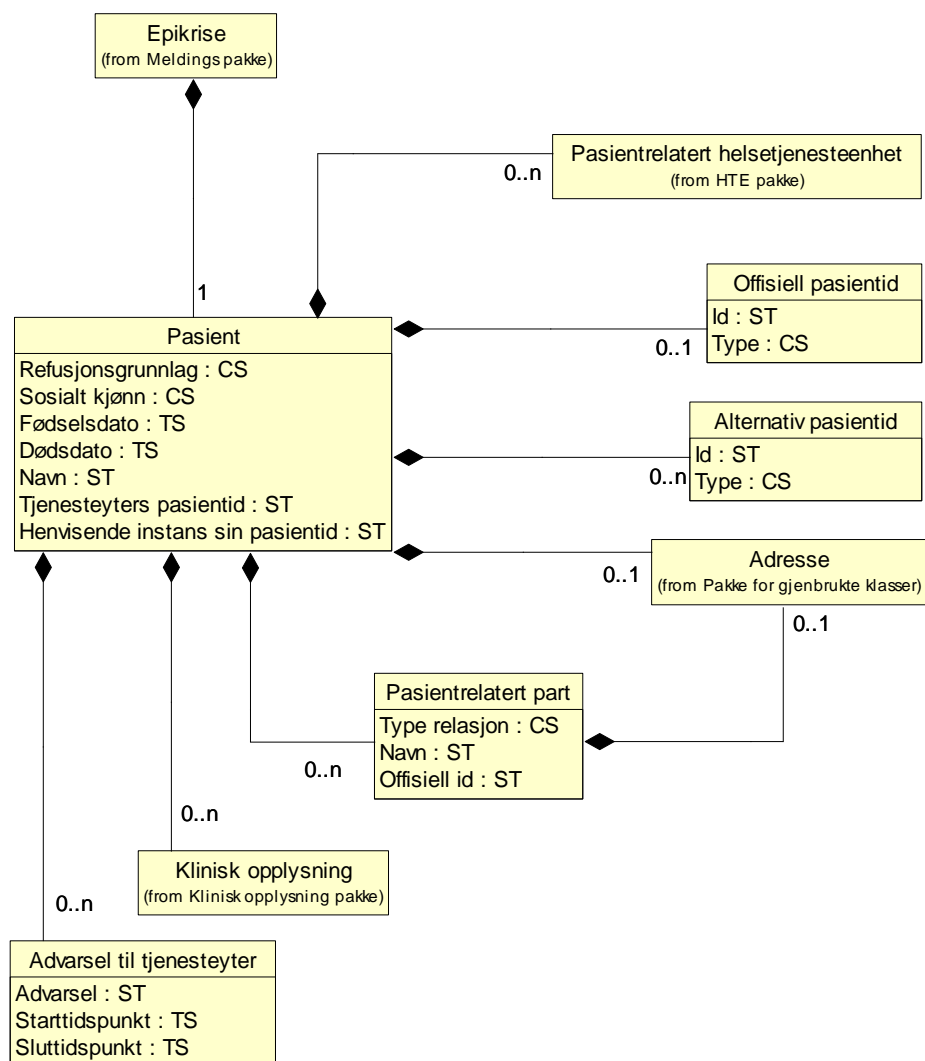 Epikrise
(from Meldingspakke)
Pasientrelatert helsetjenesteenhet
(from HTE pakke)
0..n
1
Offisiell pasientid
Id : ST
Type : CS
0..1
Pasient
Refusjonsgrunnlag : CS
Sosialt kjønn : CS
Fødselsdato : TS
Dødsdato : TS
Navn : ST
Tjenesteyters pasientid : ST
Henvisende instans sin pasientid : ST
Alternativ pasientid
Id : ST
Type : CS
0..n
Adresse
(from Pakke for gjenbrukte klasser)
0..1
0..1
Pasientrelatert part
Type relasjon : CS
Navn : ST
Offisiell id : ST
0..n
0..n
Klinisk opplysning
(from Klinisk opplysning pakke)
0..n
Advarsel til tjenesteyter
Advarsel : ST
Starttidspunkt : TS
Sluttidspunkt : TS